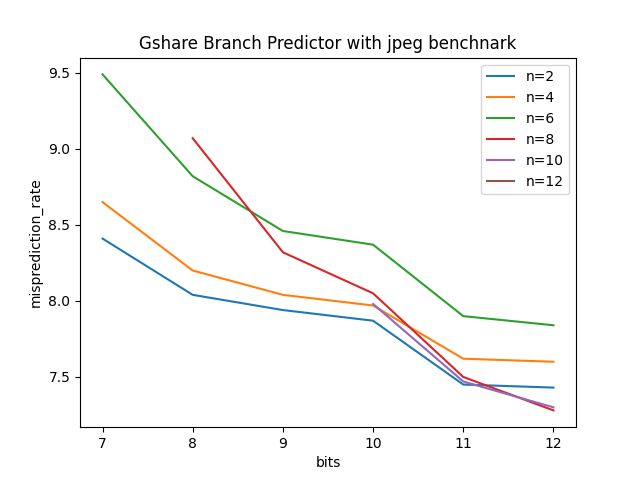 Gshare Branch Predictor with jpeg benchnark
misprediction_rate
9.5
9.0
8.5
8.0
7.5
n=2
n=4
n=6
n=8
n=10
n=12
7 8 9 10 11 12
bits